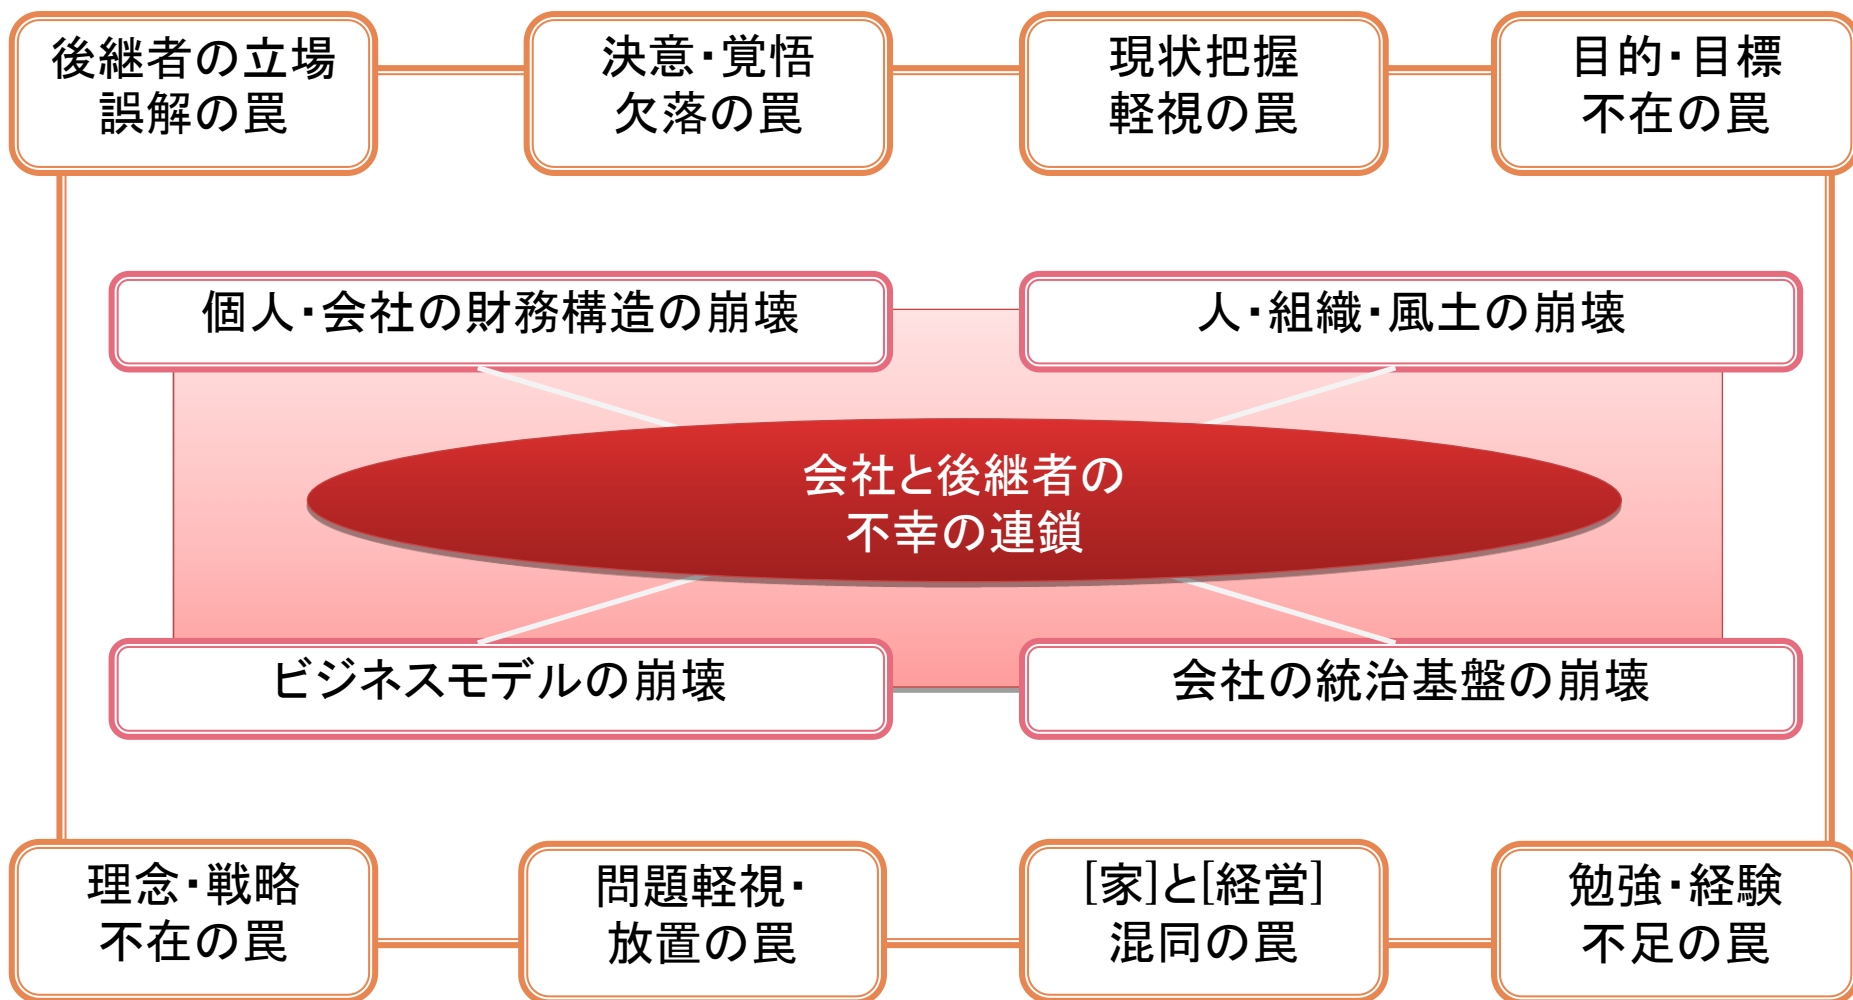 後継者の立場
誤解の罠
決意・覚悟
欠落の罠
現状把握
軽視の罠
目的・目標
不在の罠
個人・会社の財務構造の崩壊
人・組織・風土の崩壊
会社と後継者の
不幸の連鎖
ビジネスモデルの崩壊
会社の統治基盤の崩壊
理念・戦略
不在の罠
問題軽視・
放置の罠
[家]と[経営]
混同の罠
勉強・経験
不足の罠